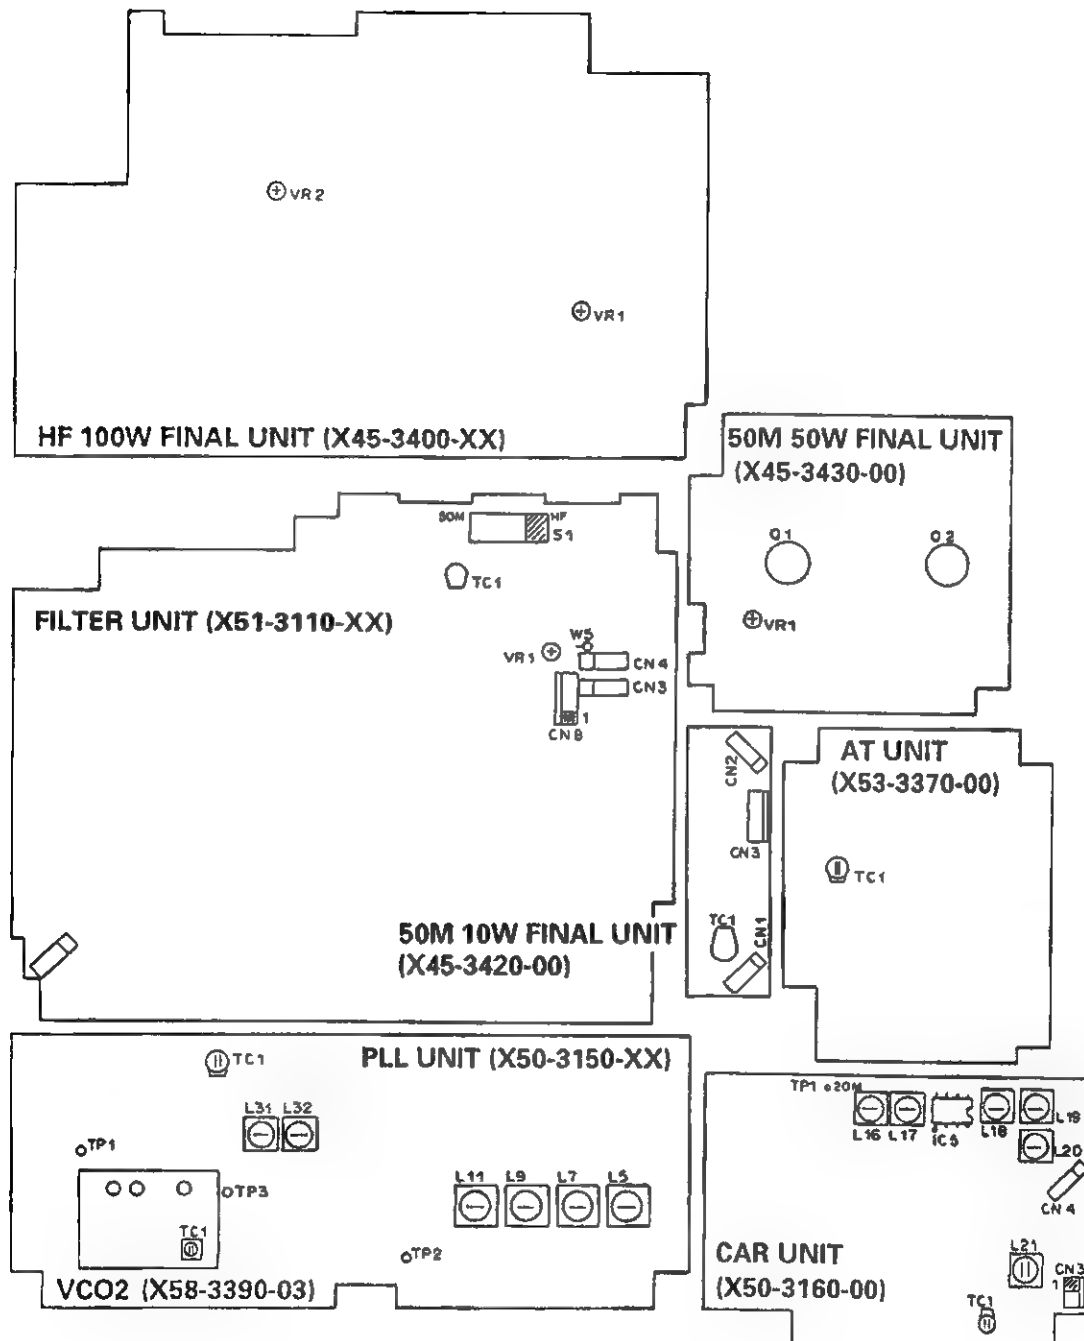 VR2
VR1
HF 100W FINAL UNIT (X45-3400-XX)
50M 50W FINAL UNIT
(X45-3430-00)
Q1
Q2
VR1
50M
HF
S1
TC1
FILTER UNIT (X51-3110-XX)
W5
VR1
CN4
CN3
1
CN8
50M 10W FINAL UNIT
(X45-3420-00)
CN2
CN3
TC1
CN1
AT UNIT
(X53-3370-00)
TC1
PLL UNIT (X50-3150-XX)
TC1
L31 L32
TP1
TP3
TC1
L11 L9 L7 L5
TP2
VCO2 (X58-3390-03)
TP1 20M
L16 L17 IC5 L18 L19
L20
CN4
L21
CN3
1
CAR UNIT
(X50-3160-00)
TC1